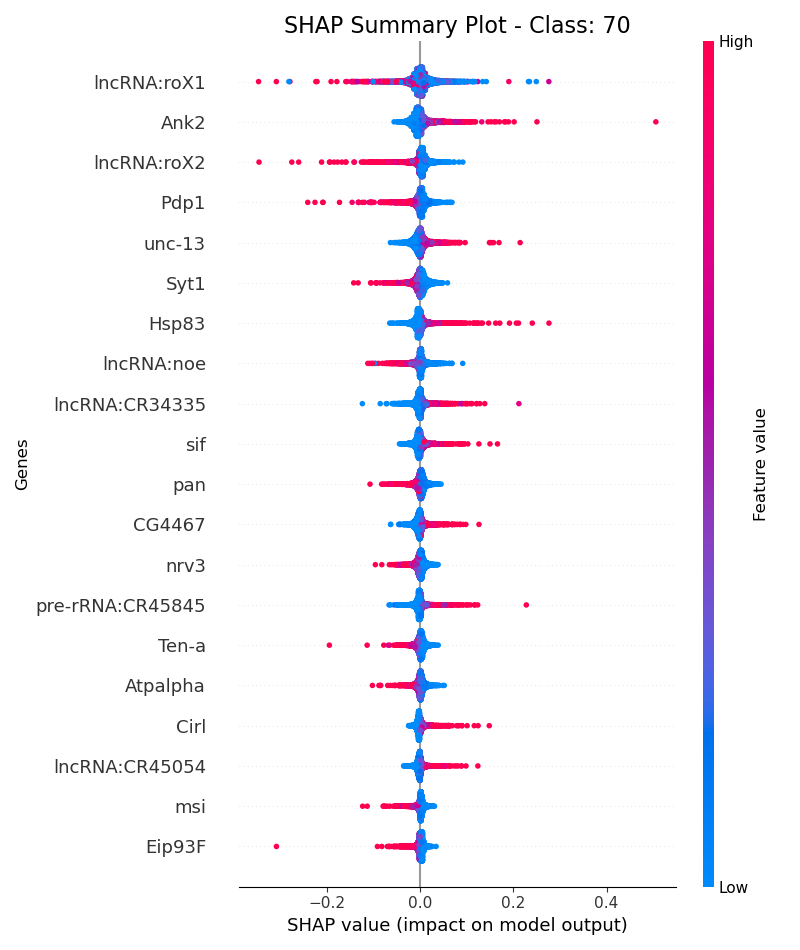 SHAP Summary Plot - Class: 70
High
lncRNA:roX1
Ank2
lncRNA:roX2
Pdp1
unc-13
Syt1
Hsp83
lncRNA:noe
lncRNA:CR34335
sif
pan
CG4467
nrv3
pre-rRNA:CR45845
Ten-a
Atpalpha
Cirl
lncRNA:CR45054
msi
Eip93F
Genes
Feature value
Low
−0.2 0.0 0.2 0.4
SHAP value (impact on model output)